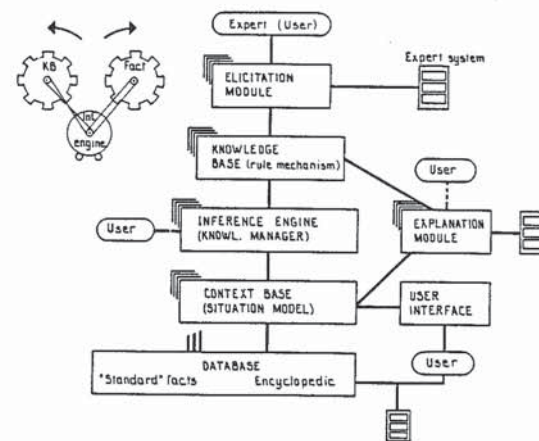 Expert (User)
KB
Fact
engine
ELICITATION
MODULE
Expert system
KNOWLEDGE
BASE (rule mechanism)
User
User
INFERENCE ENGINE
(KNOWL. MANAGER)
EXPLANATION
MODULE
CONTEXT BASE
(SITUATION MODEL)
USER
INTERFACE
DATABASE
"Standard" facts Encyclopedic
User